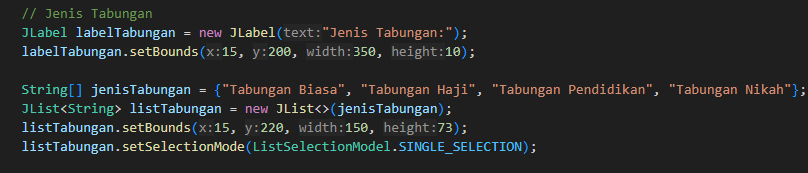 // Jenis Tabungan
JLabel labelTabungan = new JLabel(text:"Jenis Tabungan:");
labelTabungan.setBounds(x:15, y:200, width:350, height:10);
String[] jenisTabungan = {"Tabungan Biasa", "Tabungan Haji", "Tabungan Pendidikan", "Tabungan Nikah"};
JList<String> listTabungan = new JList<>(jenisTabungan);
listTabungan.setBounds(x:15, y:220, width:150, height:73);
listTabungan.setSelectionMode(ListSelectionModel.SINGLE_SELECTION);